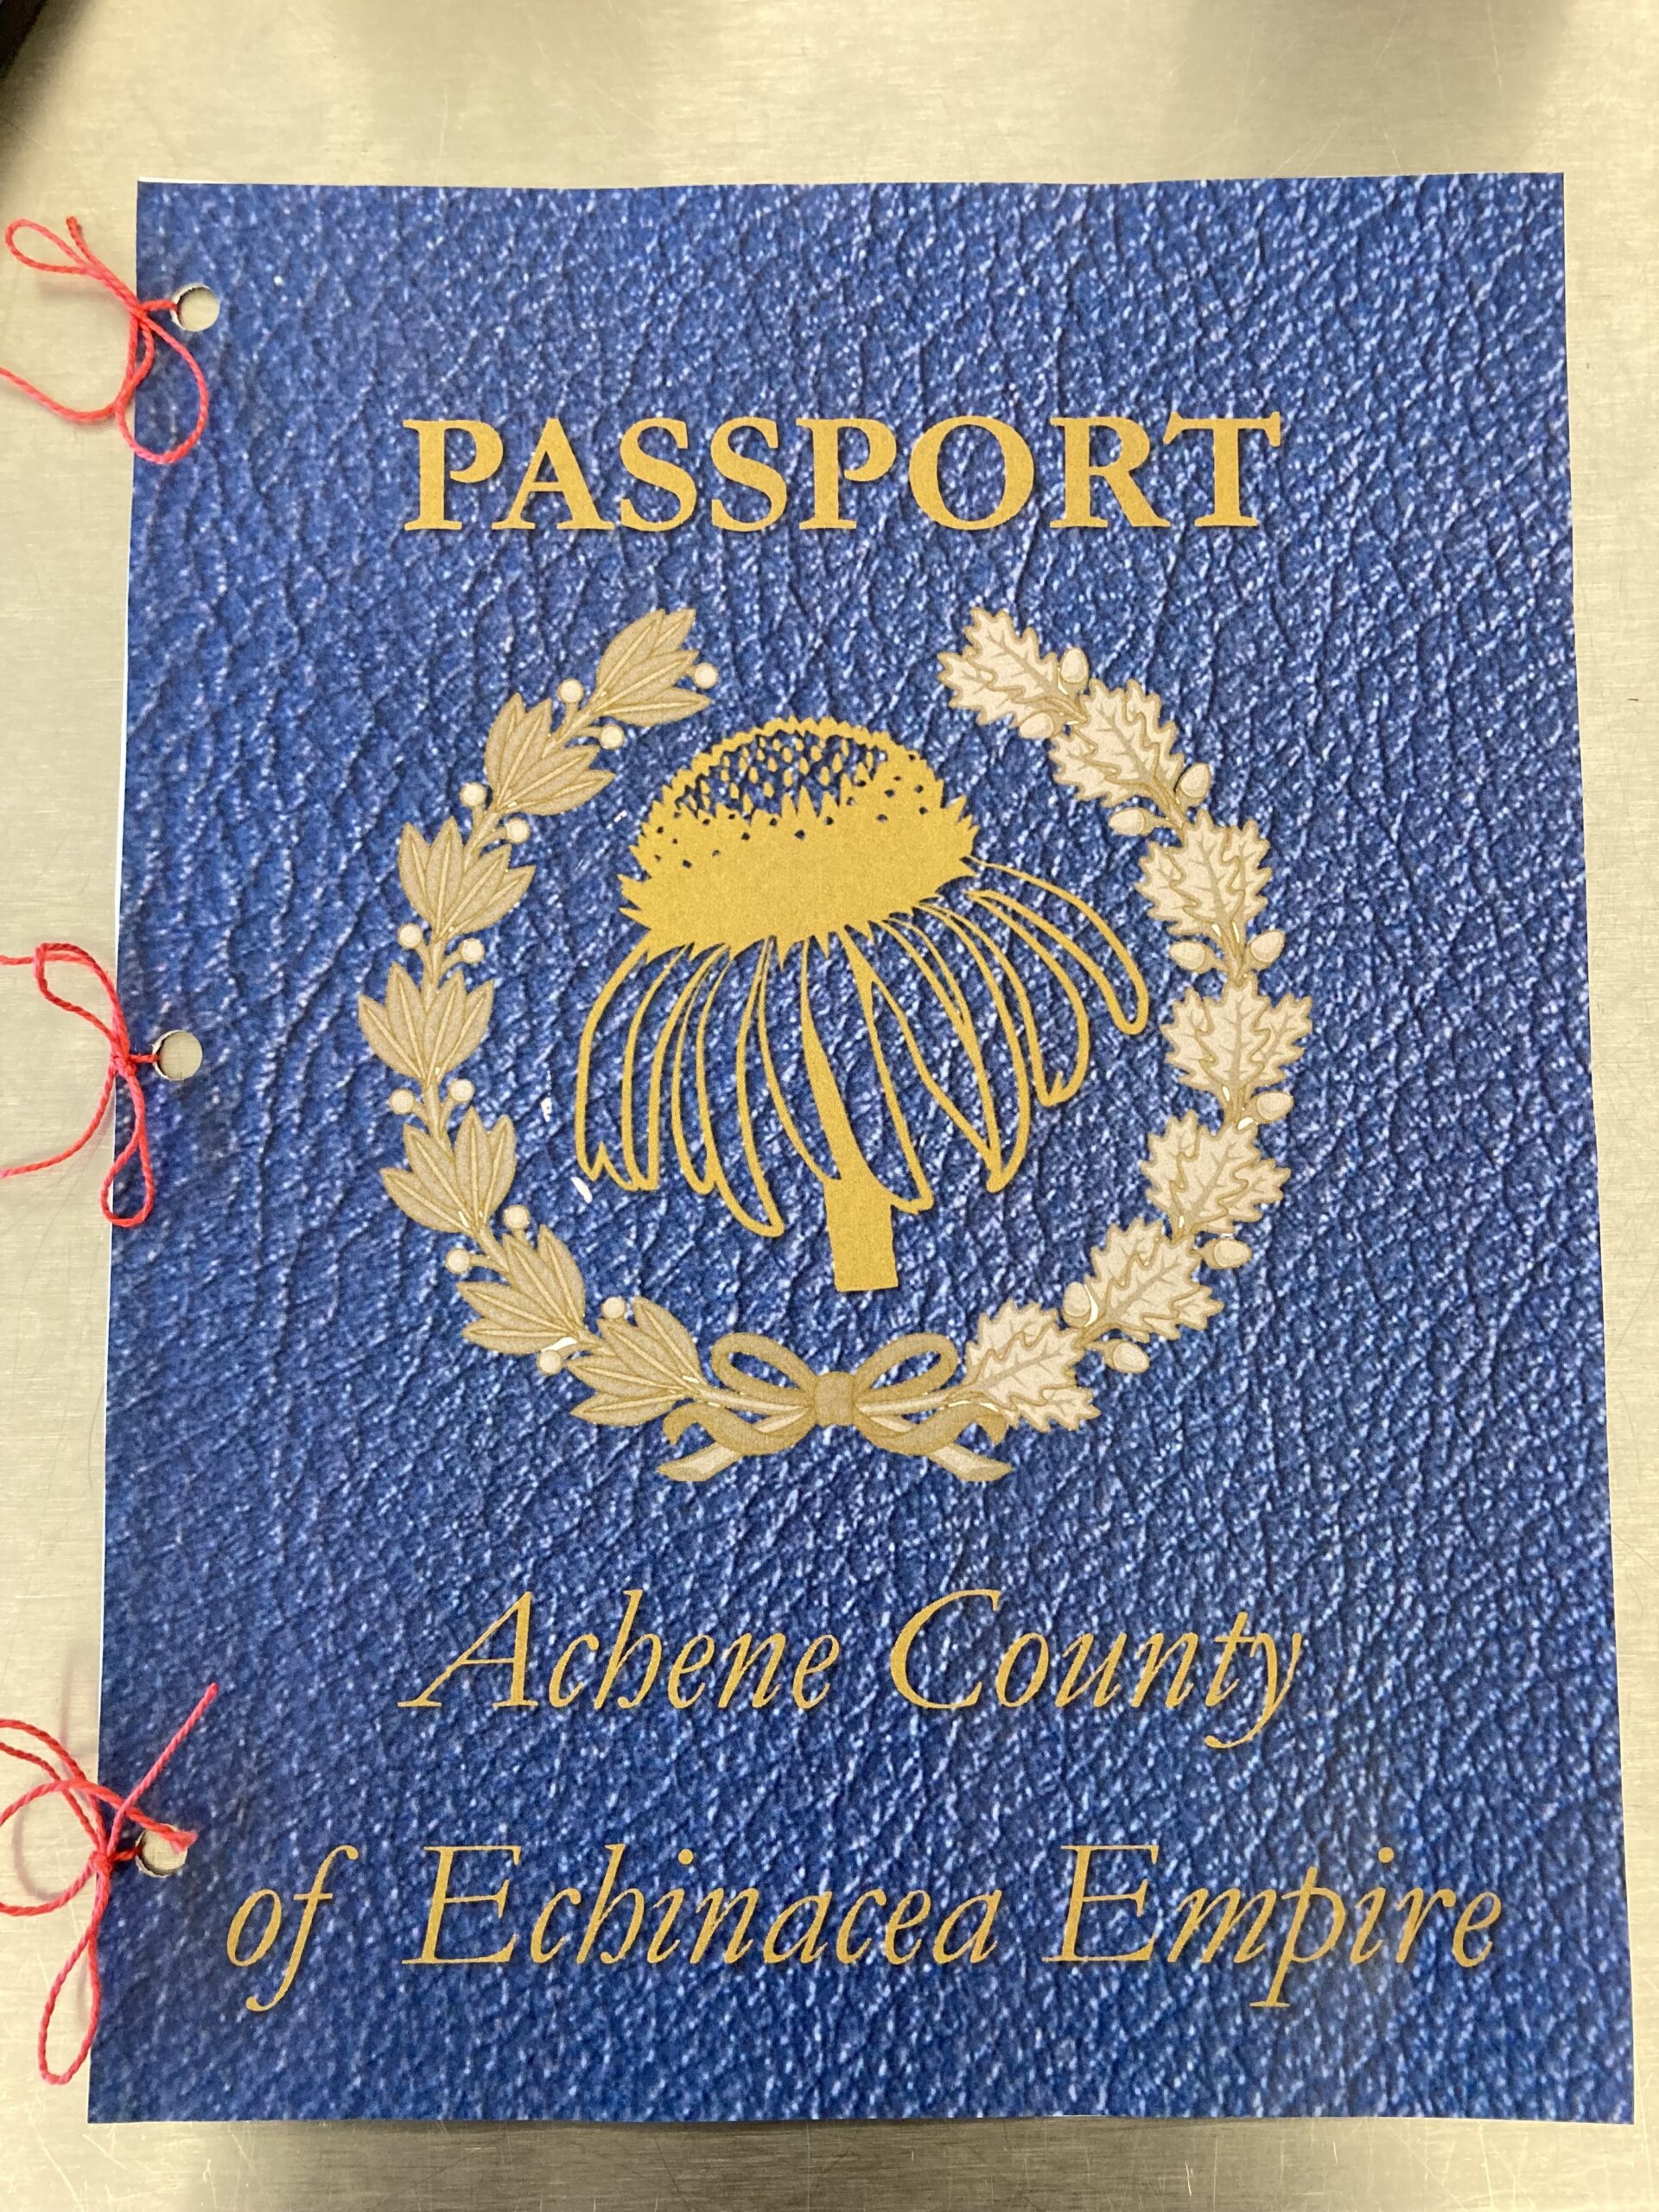 PASSPORT
Achene County
of Echinacea Empire